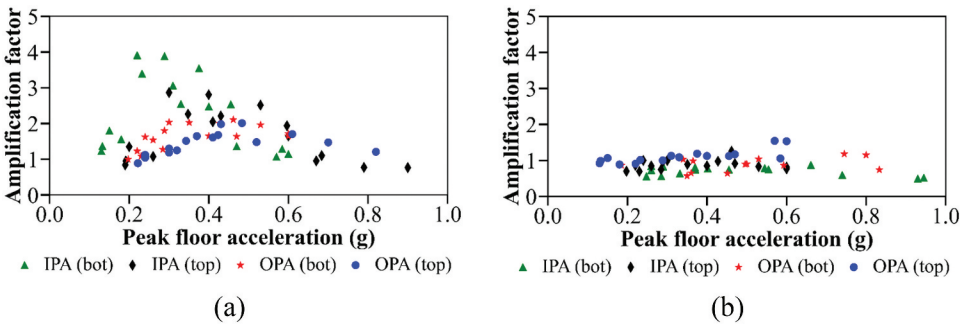 Amplification factor
5
4
3
2
1
0
0.0 0.2 0.4 0.6 0.8 1.0
Peak floor acceleration (g)
IPA (bot) IPA (top) OPA (bot) OPA (top)
(a)
Amplification factor
5
4
3
2
1
0
0.0 0.2 0.4 0.6 0.8 1.0
Peak floor acceleration (g)
IPA (bot) IPA (top) OPA (bot) OPA (top)
(b)